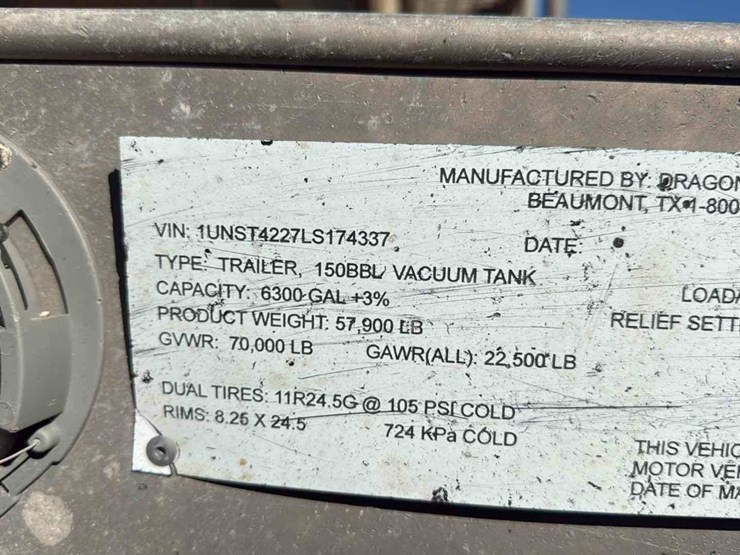 MANUFACTURED BY DRAGON
BEAUMONT, TX 1-800
VIN: 1UNST4227LS174337 DATE:
TYPE: TRAILER, 150BBL VACUUM TANK
CAPACITY: 6300 GAL +3% LOAD
PRODUCT WEIGHT: 57,900 LB RELIEF SETT
GVWR: 70,000 LB GAWR(ALL): 22,500 LB
DUAL TIRES: 11R24.5G @ 105 PSI COLD
RIMS: 8.25 X 24.5 724 KPa COLD
THIS VEHIC
MOTOR VE
DATE OF MA